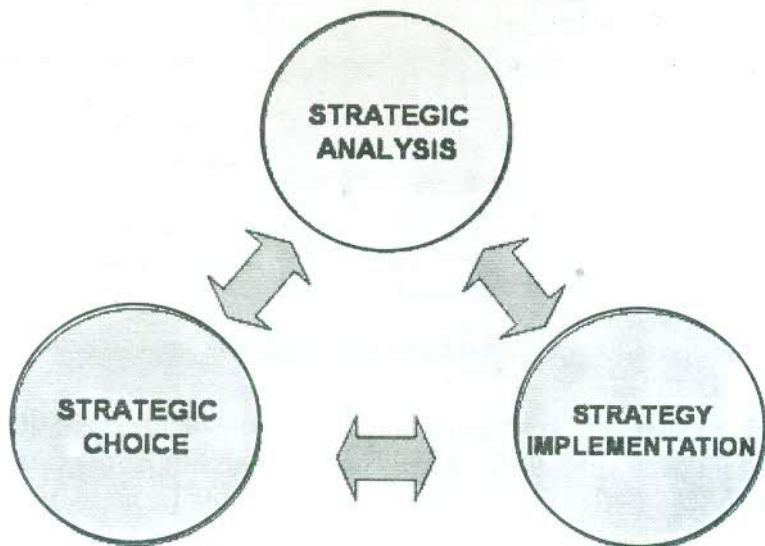 STRATEGIC
ANALYSIS
STRATEGIC
CHOICE
STRATEGY
IMPLEMENTATION